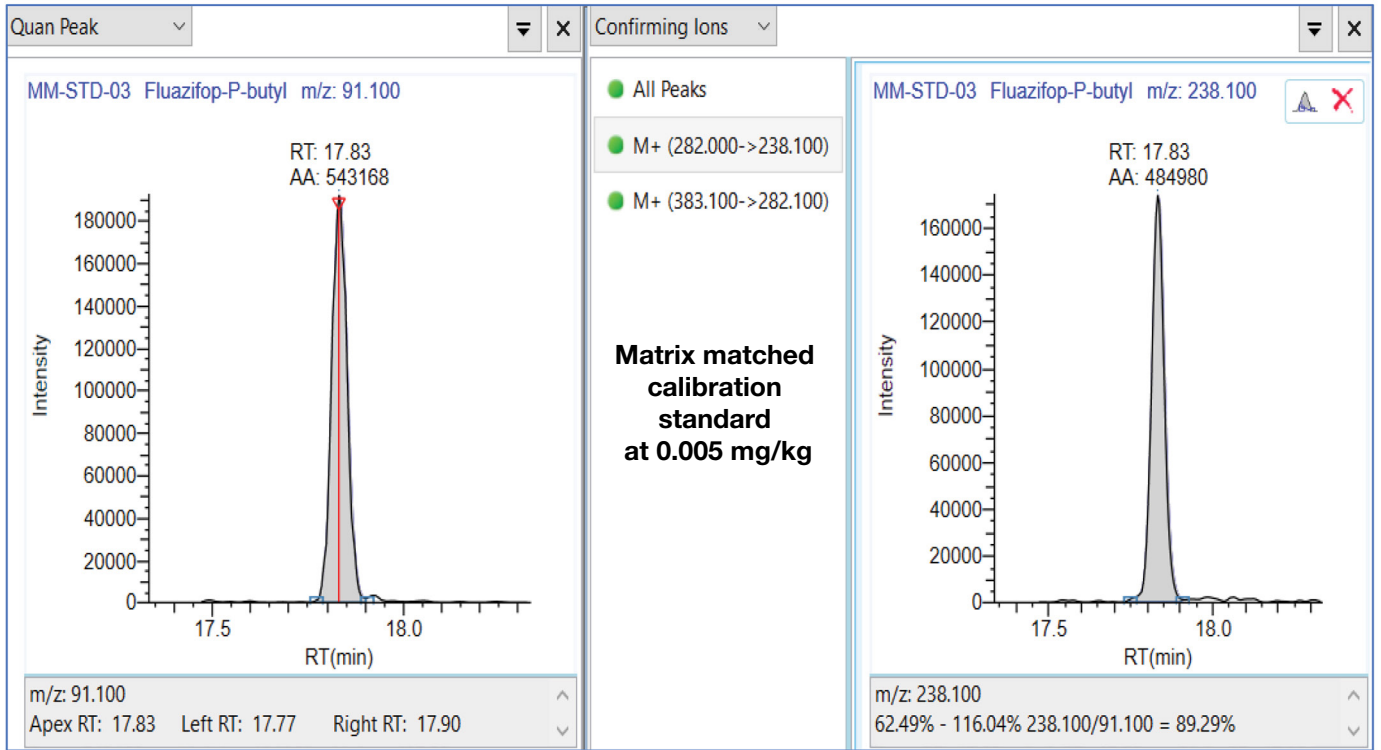 Quan Peak
MM-STD-03 Fluazifop-P-butyl m/z: 91.100
RT: 17.83
AA: 543168
180000
160000
140000
120000
100000
80000
60000
40000
20000
0
Intensity
17.5 18.0
RT(min)
m/z: 91.100
Apex RT: 17.83 Left RT: 17.77 Right RT: 17.90
Confirming Ions
All Peaks
M+ (282.000->238.100)
M+ (383.100->282.100)
Matrix matched
calibration
standard
at 0.005 mg/kg
MM-STD-03 Fluazifop-P-butyl m/z: 238.100
RT: 17.83
AA: 484980
160000
140000
120000
100000
80000
60000
40000
20000
0
Intensity
17.5 18.0
RT(min)
m/z: 238.100
62.49% - 116.04% 238.100/91.100 = 89.29%